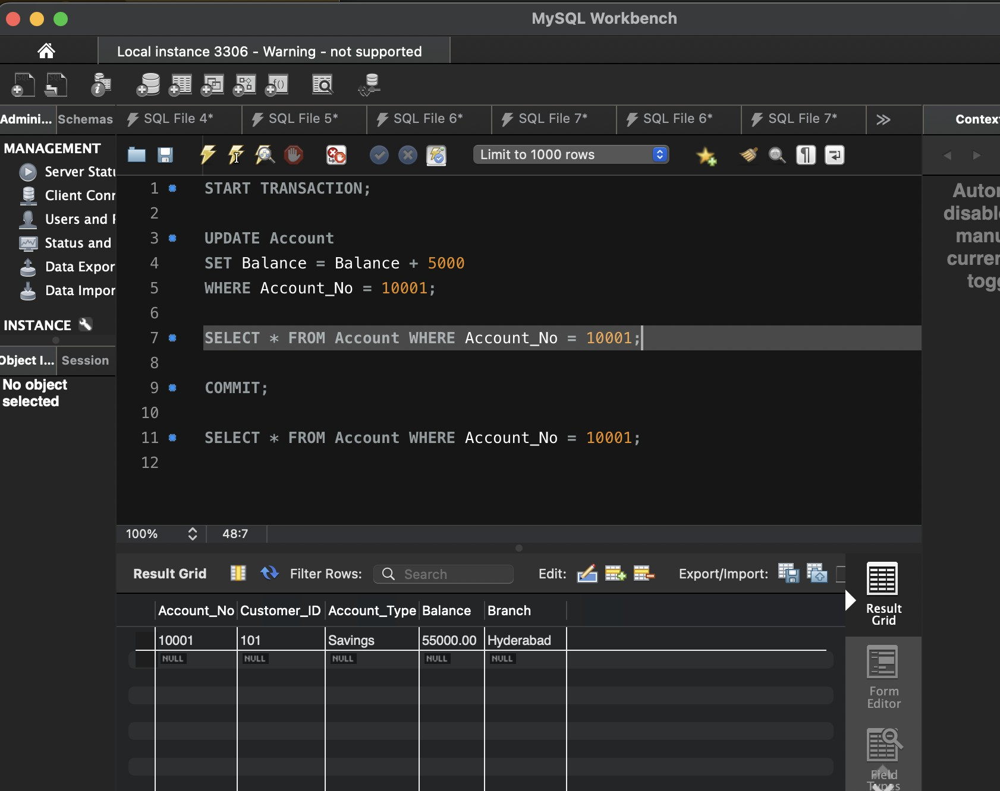 MySQL Workbench
Local instance 3306 - Warning - not supported
Admini... Schemas
SQL File 4* SQL File 5* SQL File 6* SQL File 7* SQL File 6* SQL File 7* Contex
MANAGEMENT
Server Statu
Client Conn
Users and P
Status and
Data Expor
Data Impor
INSTANCE
Object I... Session
No object
selected
Limit to 1000 rows
1 START TRANSACTION;
2
3 UPDATE Account
4 SET Balance = Balance + 5000
5 WHERE Account_No = 10001;
6
7 SELECT * FROM Account WHERE Account_No = 10001;
8
9 COMMIT;
10
11 SELECT * FROM Account WHERE Account_No = 10001;
12
100% 48:7
Result Grid Filter Rows: Search Edit: Export/Import:
Account_No Customer_ID Account_Type Balance Branch
10001 101 Savings 55000.00 Hyderabad
NULL NULL NULL NULL NULL
Result
Grid
Form
Editor
Field
Types
Auto
disabl
manu
curren
togg